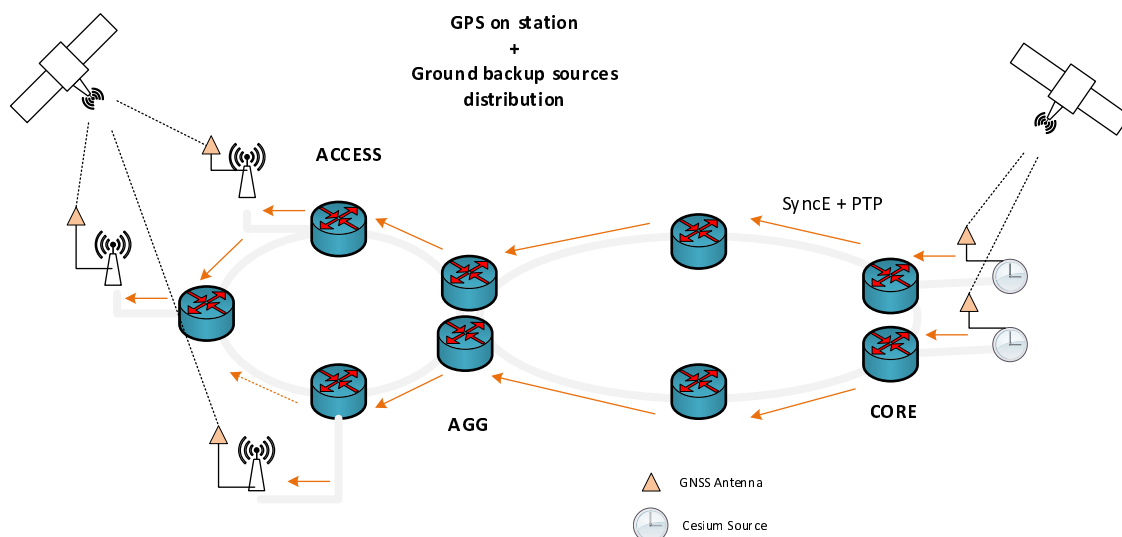 GPS on station
+
Ground backup sources
distribution
ACCESS
SyncE + PTP
CORE
AGG
GNSS Antenna
Cesium Source